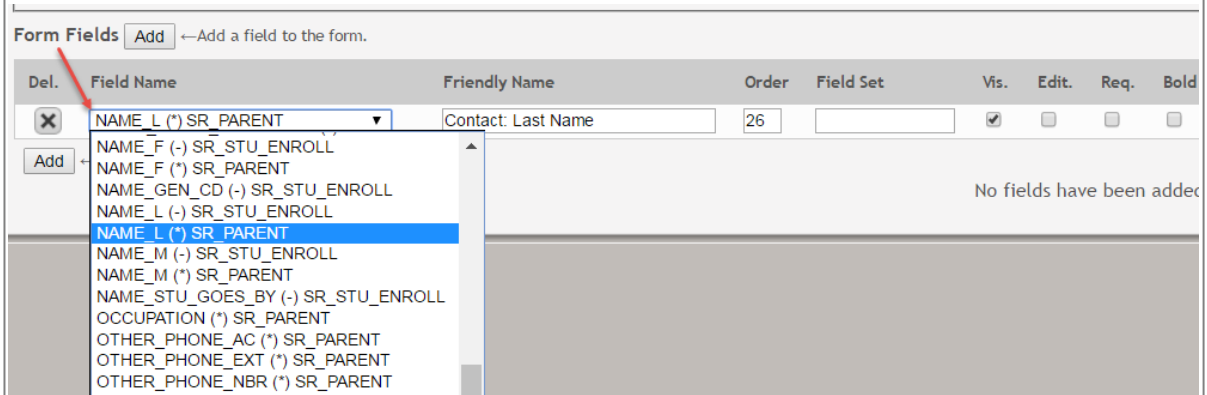 Form Fields Add ←Add a field to the form.
Del. Field Name Friendly Name Order Field Set Vis. Edit. Req. Bold
NAME_L (*) SR_PARENT Contact: Last Name 26
NAME_F (-) SR_STU_ENROLL
Add ←
NAME_F (*) SR_PARENT
NAME_GEN_CD (-) SR_STU_ENROLL
No fields have been added
NAME_L (-) SR_STU_ENROLL
NAME_L (*) SR_PARENT
NAME_M (-) SR_STU_ENROLL
NAME_M (*) SR_PARENT
NAME_STU_GOES_BY (-) SR_STU_ENROLL
OCCUPATION (*) SR_PARENT
OTHER_PHONE_AC (*) SR_PARENT
OTHER_PHONE_EXT (*) SR_PARENT
OTHER_PHONE_NBR (*) SR_PARENT